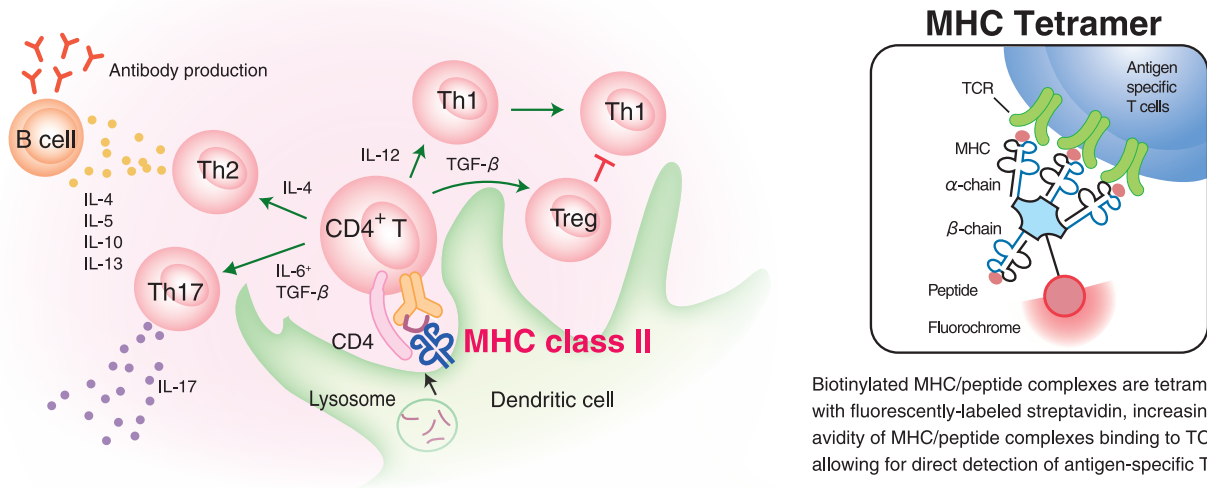 MHC Tetramer
Antibody production
B cell
Th2
IL-4
IL-5
IL-10
IL-13
Th17
IL-17
IL-4
IL-6+
TGF-β
CD4+ T
IL-12
Th1
Th1
TGF-β
Treg
CD4
MHC class II
Lysosome
Dendritic cell
Antigen
specific
T cells
TCR
MHC
α-chain
β-chain
Peptide
Fluorochrome
Biotinylated MHC/peptide complexes are tetram
with fluorescently-labeled streptavidin, increasin
avidity of MHC/peptide complexes binding to TC
allowing for direct detection of antigen-specific T